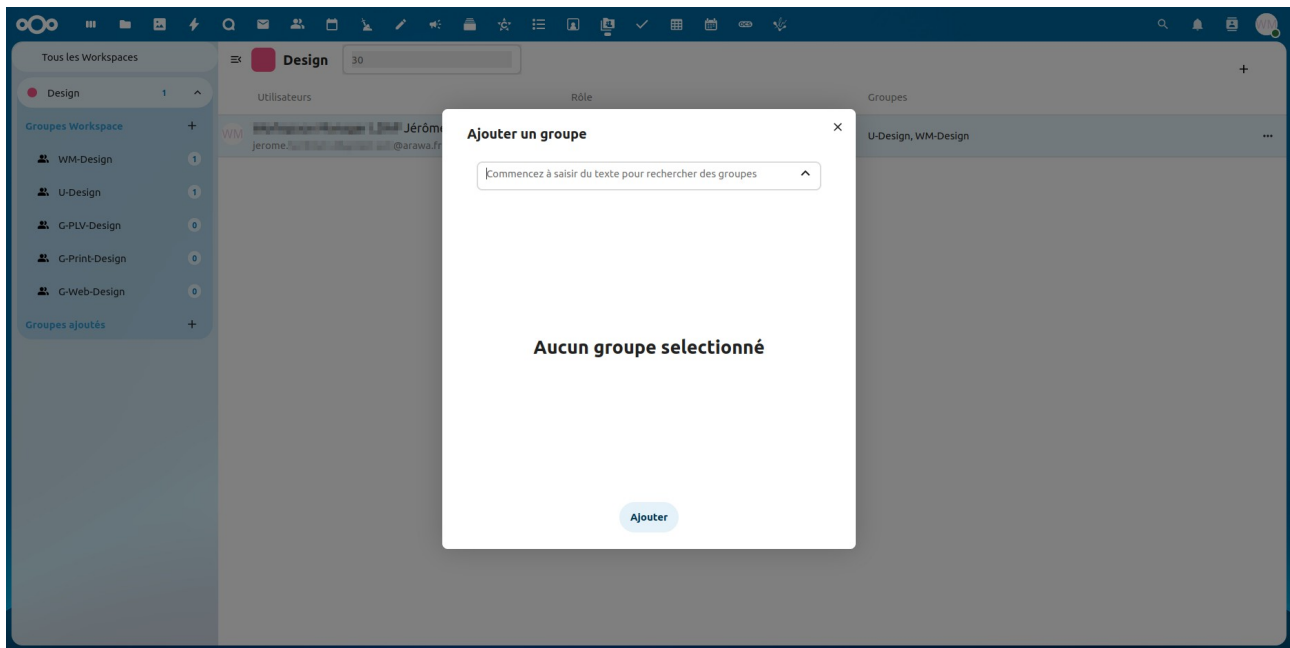 Tous les Workspaces
Design 1
Groupes Workspace +
WM-Design 1
U-Design 1
G-PLV-Design 0
G-Print-Design 0
G-Web-Design 0
Groupes ajoutés +
Design 30
+
WM
Utilisateurs Rôle Groupes
WM Jérôm
jerome. @arawa.fr
U-Design, WM-Design
Ajouter un groupe
Commencez à saisir du texte pour rechercher des groupes
Aucun groupe selectionné
Ajouter